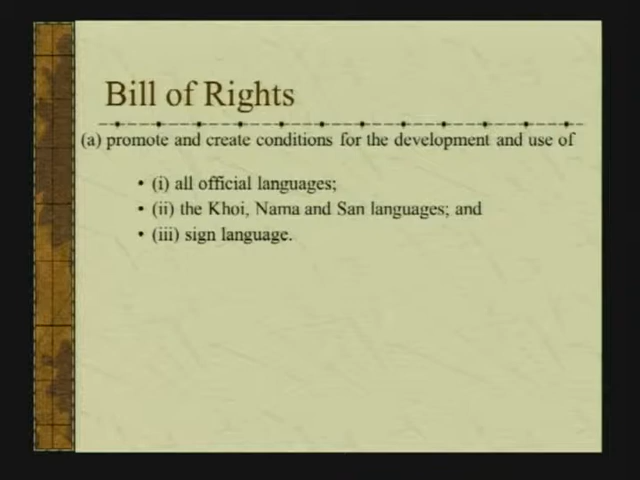 Bill of Rights
(a) promote and create conditions for the development and use of
• (i) all official languages;
• (ii) the Khoi, Nama and San languages; and
• (iii) sign language.